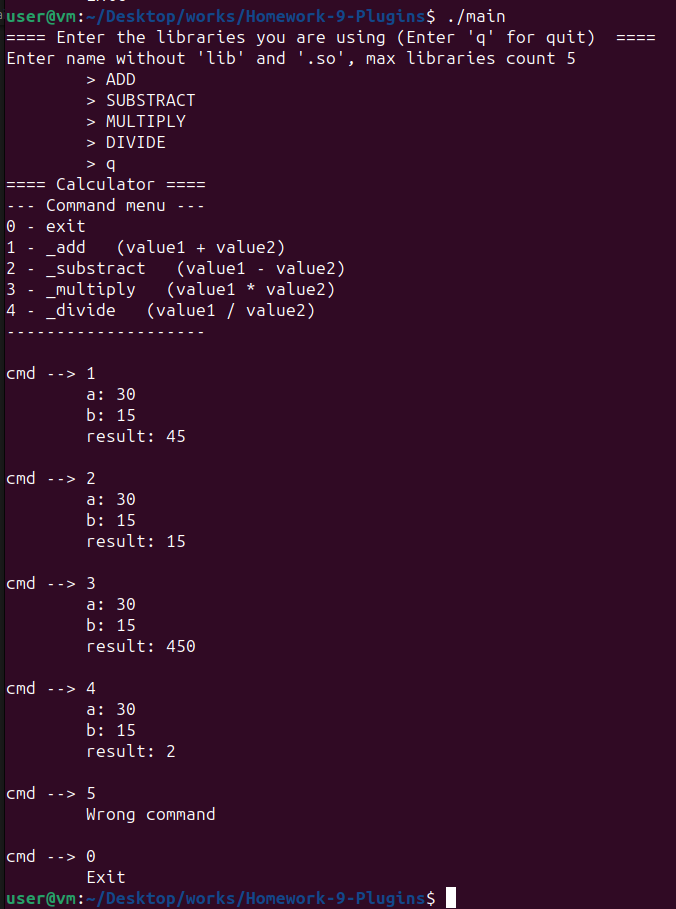 user@vm:~/Desktop/works/Homework-9-Plugins$ ./main
==== Enter the libraries you are using (Enter 'q' for quit)  ====
Enter name without 'lib' and '.so', max libraries count 5
        > ADD
        > SUBSTRACT
        > MULTIPLY
        > DIVIDE
        > q
==== Calculator ====
--- Command menu ---
0 - exit
1 - _add   (value1 + value2)
2 - _substract   (value1 - value2)
3 - _multiply   (value1 * value2)
4 - _divide   (value1 / value2)
--------------------

cmd --> 1
        a: 30
        b: 15
        result: 45

cmd --> 2
        a: 30
        b: 15
        result: 15

cmd --> 3
        a: 30
        b: 15
        result: 450

cmd --> 4
        a: 30
        b: 15
        result: 2

cmd --> 5
        Wrong command

cmd --> 0
        Exit
user@vm:~/Desktop/works/Homework-9-Plugins$